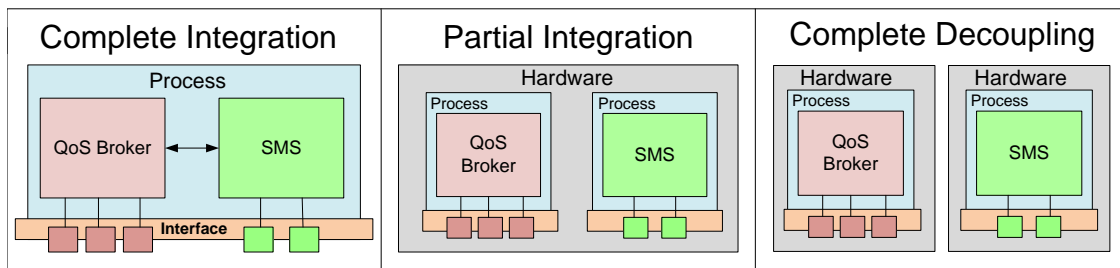 Complete Integration
Process
QoS Broker
SMS
Interface
Partial Integration
Hardware
Process
QoS
Broker
Process
SMS
Complete Decoupling
Hardware
Process
QoS
Broker
Hardware
Process
SMS